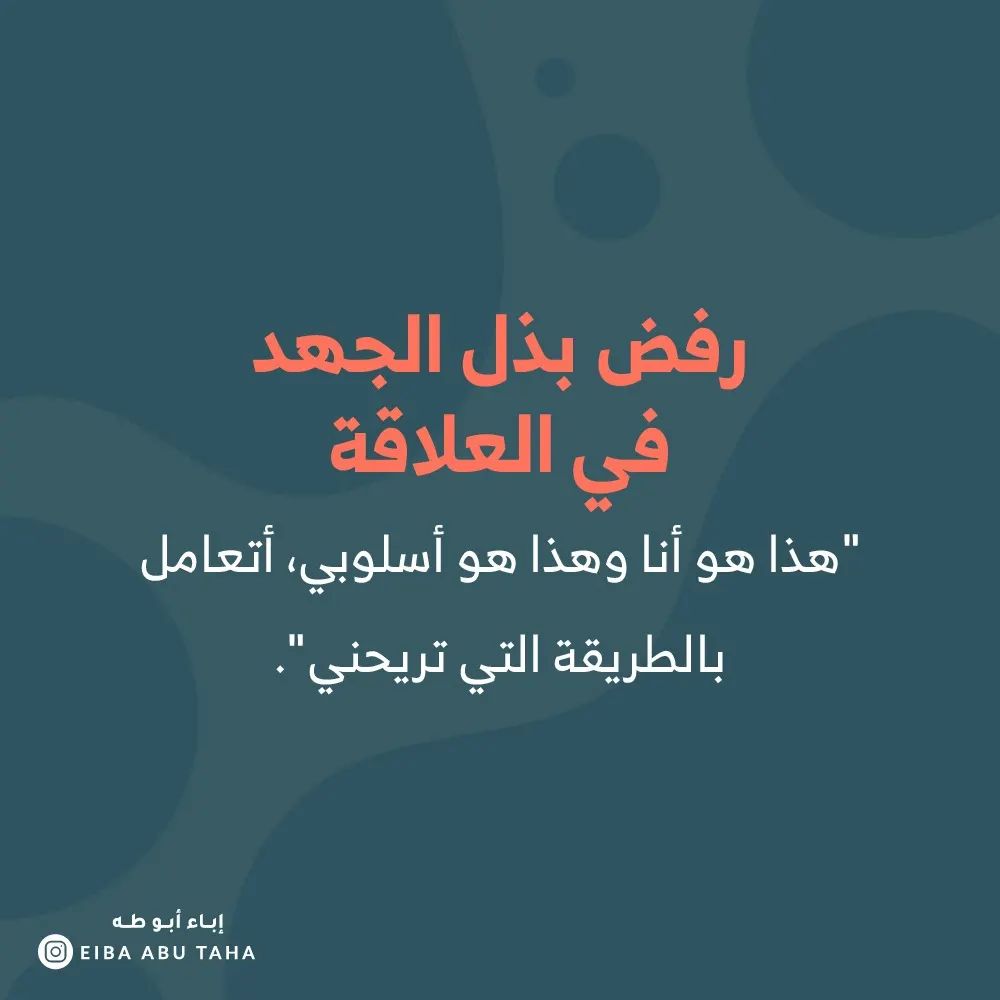 رفض بذل الجهد
في العلاقة
"هذا هو أنا وهذا هو أسلوبي، أتعامل
بالطريقة التي تريحني".
إباء أبو طه
EIBA ABU TAHA